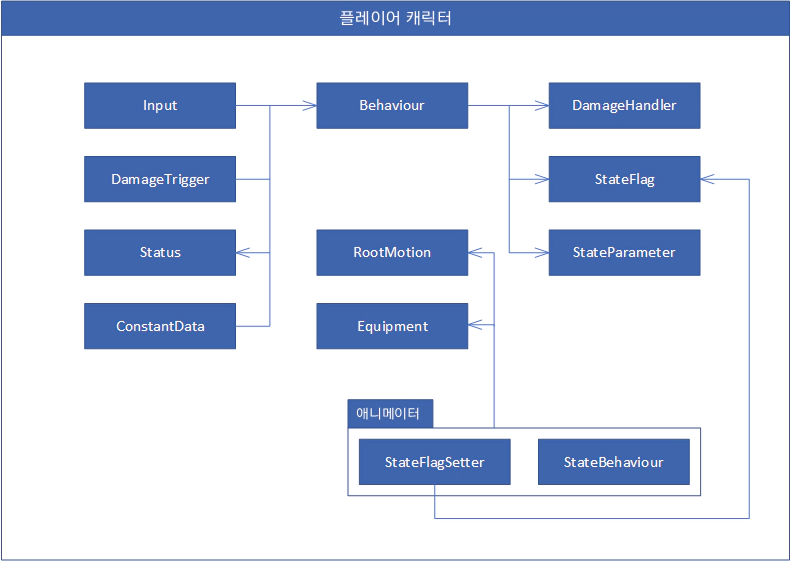 플레이어 캐릭터
Input
Behaviour
DamageHandler
DamageTrigger
StateFlag
Status
RootMotion
StateParameter
ConstantData
Equipment
애니메이터
StateFlagSetter
StateBehaviour